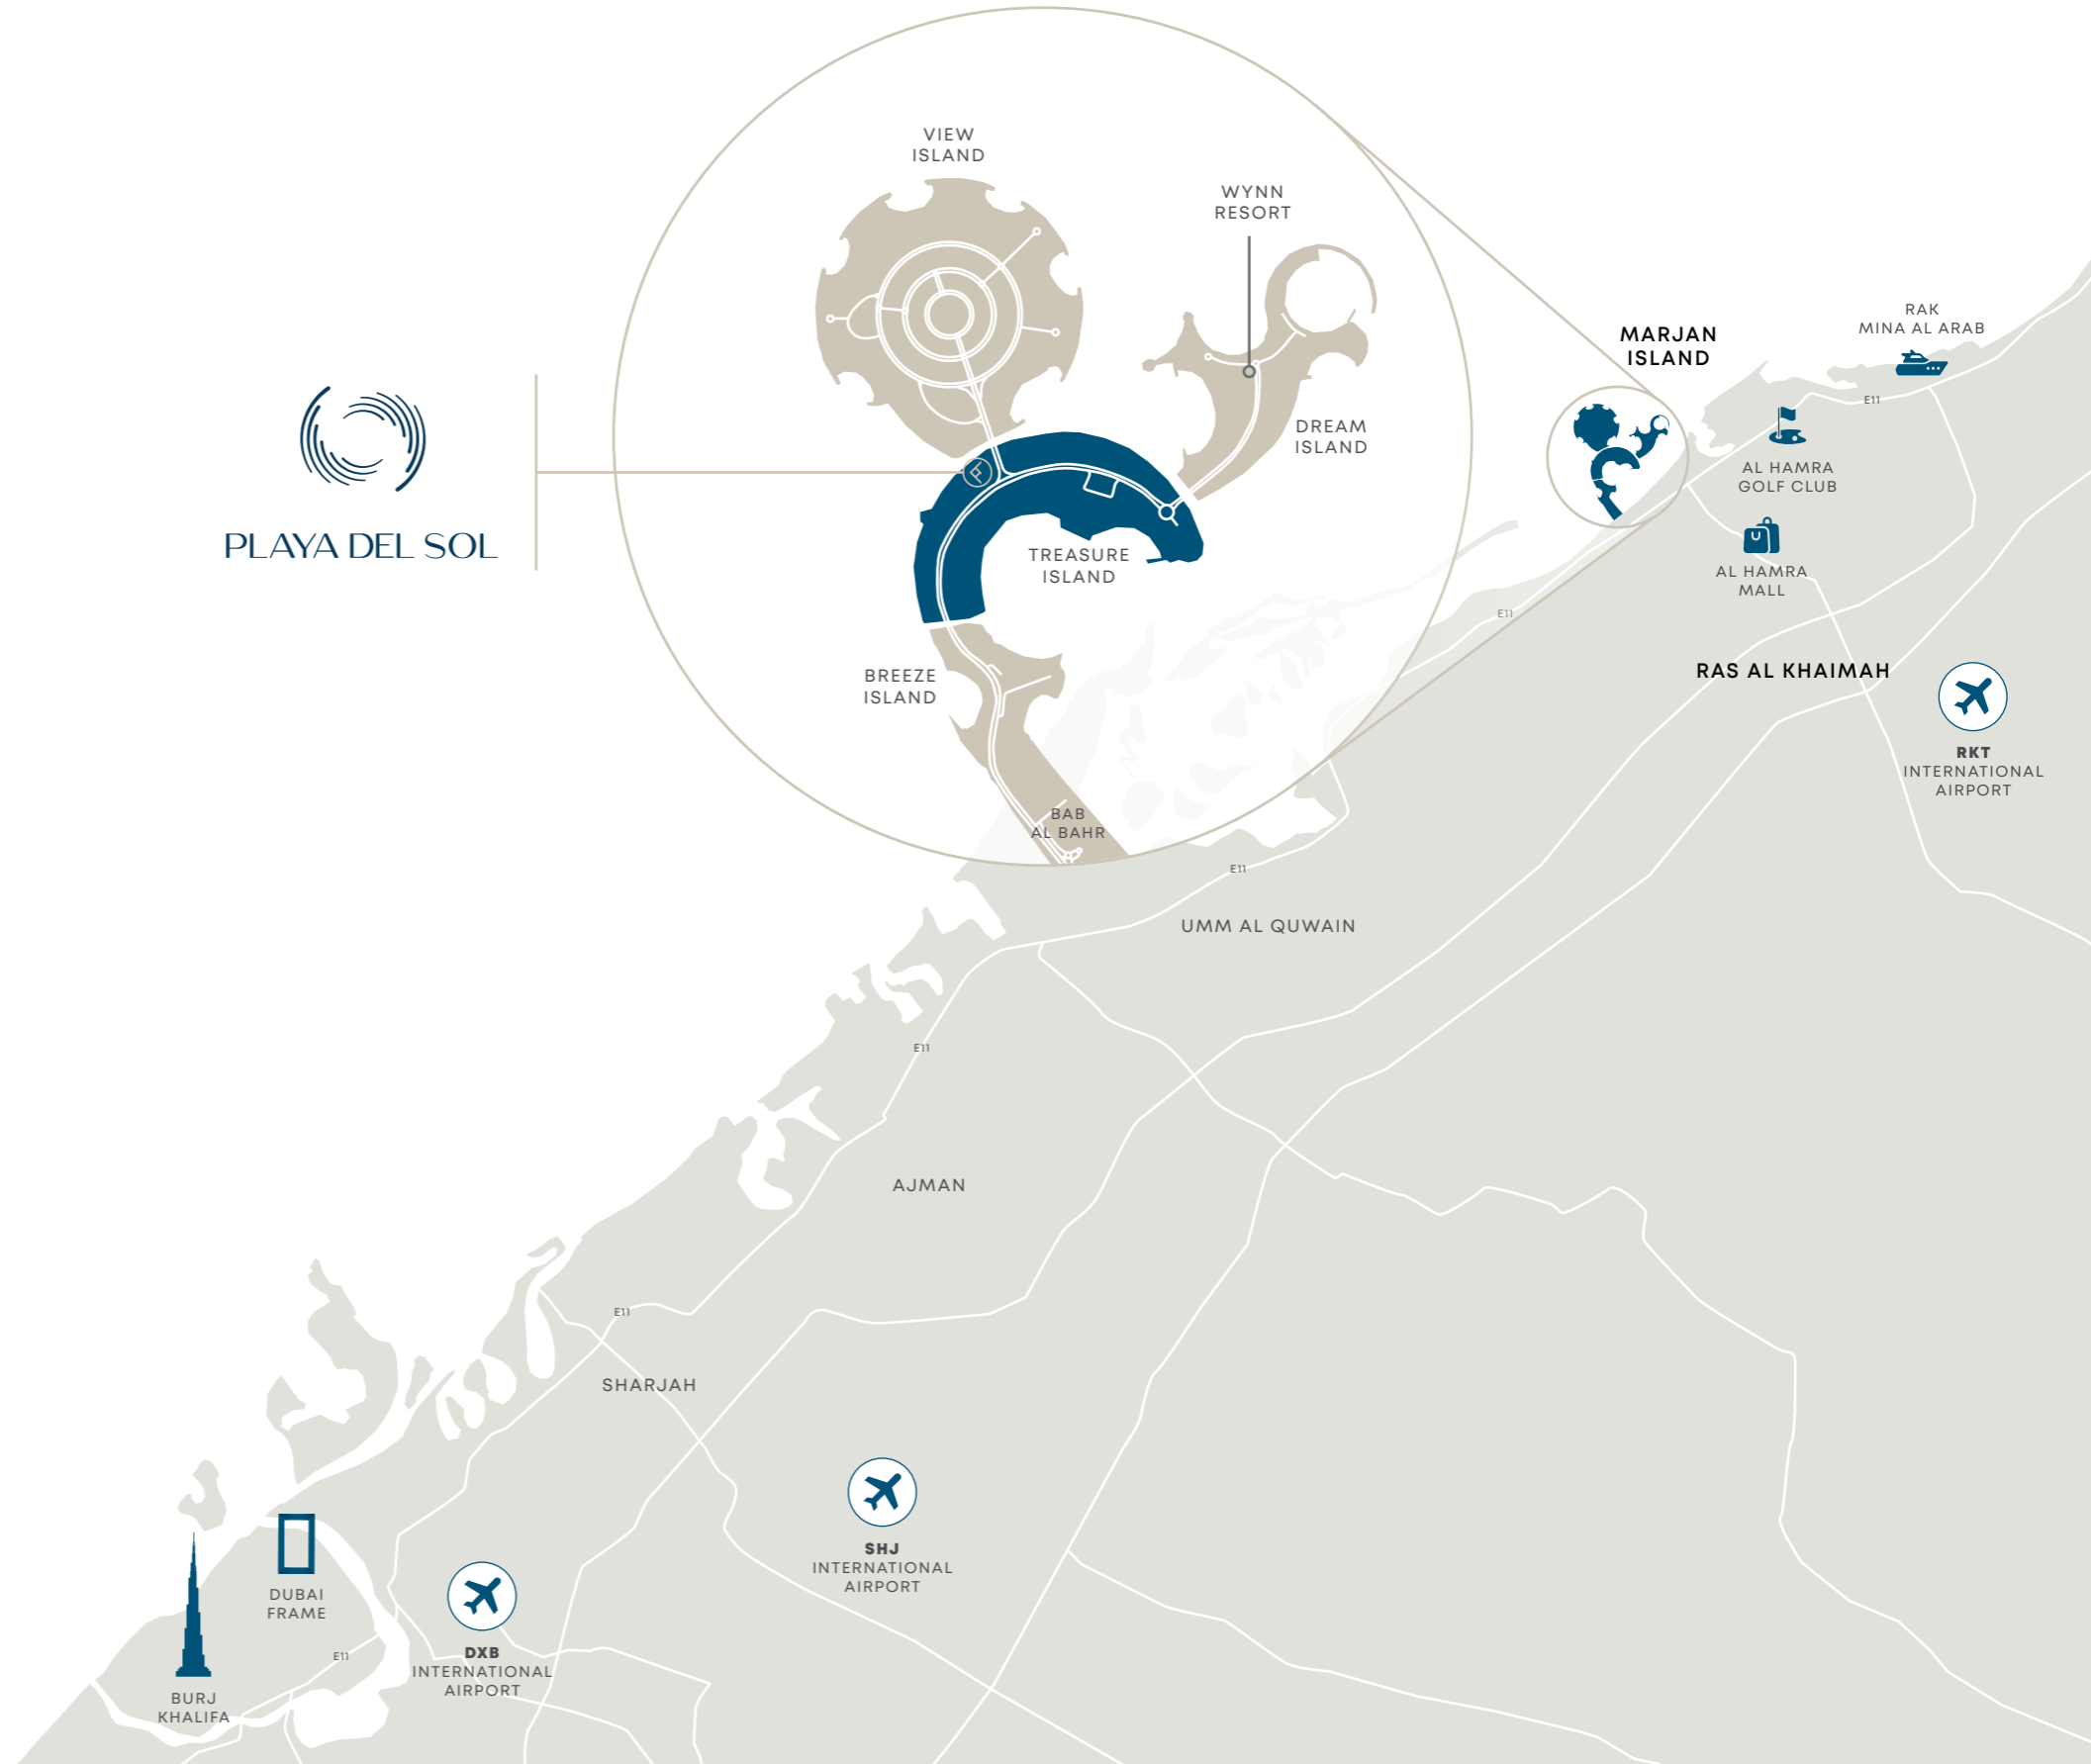 VIEW
ISLAND
WYNN
RESORT
RAK
MINA AL ARAB
MARJAN
ISLAND
E11
DREAM
ISLAND
AL HAMRA
GOLF CLUB
PLAYA DEL SOL
TREASURE
ISLAND
AL HAMRA
MALL
E11
BREEZE
ISLAND
RAS AL KHAIMAH
RKT
INTERNATIONAL
AIRPORT
BAB
AL BAHR
E11
UMM AL QUWAIN
E11
AJMAN
E11
SHARJAH
SHJ
INTERNATIONAL
AIRPORT
DUBAI
FRAME
DXB
INTERNATIONAL
AIRPORT
E11
BURJ
KHALIFA